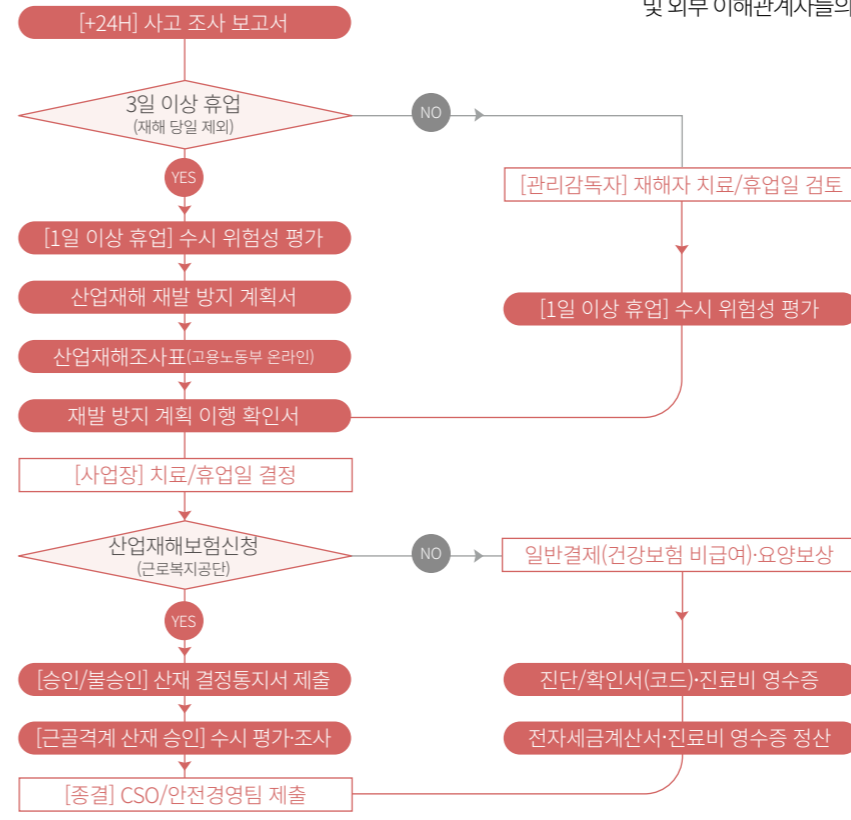 및 외부 이해관계자들의
[+24H] 사고 조사 보고서
3일 이상 휴업
(재해 당일 제외)
NO
YES
[관리감독자] 재해자 치료/휴업일 검토
[1일 이상 휴업] 수시 위험성 평가
산업재해 재발 방지 계획서
[1일 이상 휴업] 수시 위험성 평가
산업재해조사표(고용노동부 온라인)
재발 방지 계획 이행 확인서
[사업장] 치료/휴업일 결정
산업재해보험신청
(근로복지공단)
NO
일반결제(건강보험 비급여)·요양보상
YES
[승인/불승인] 산재 결정통지서 제출
진단/확인서(코드)·진료비 영수증
[근골격계 산재 승인] 수시 평가·조사
전자세금계산서·진료비 영수증 정산
[종결] CSO/안전경영팀 제출